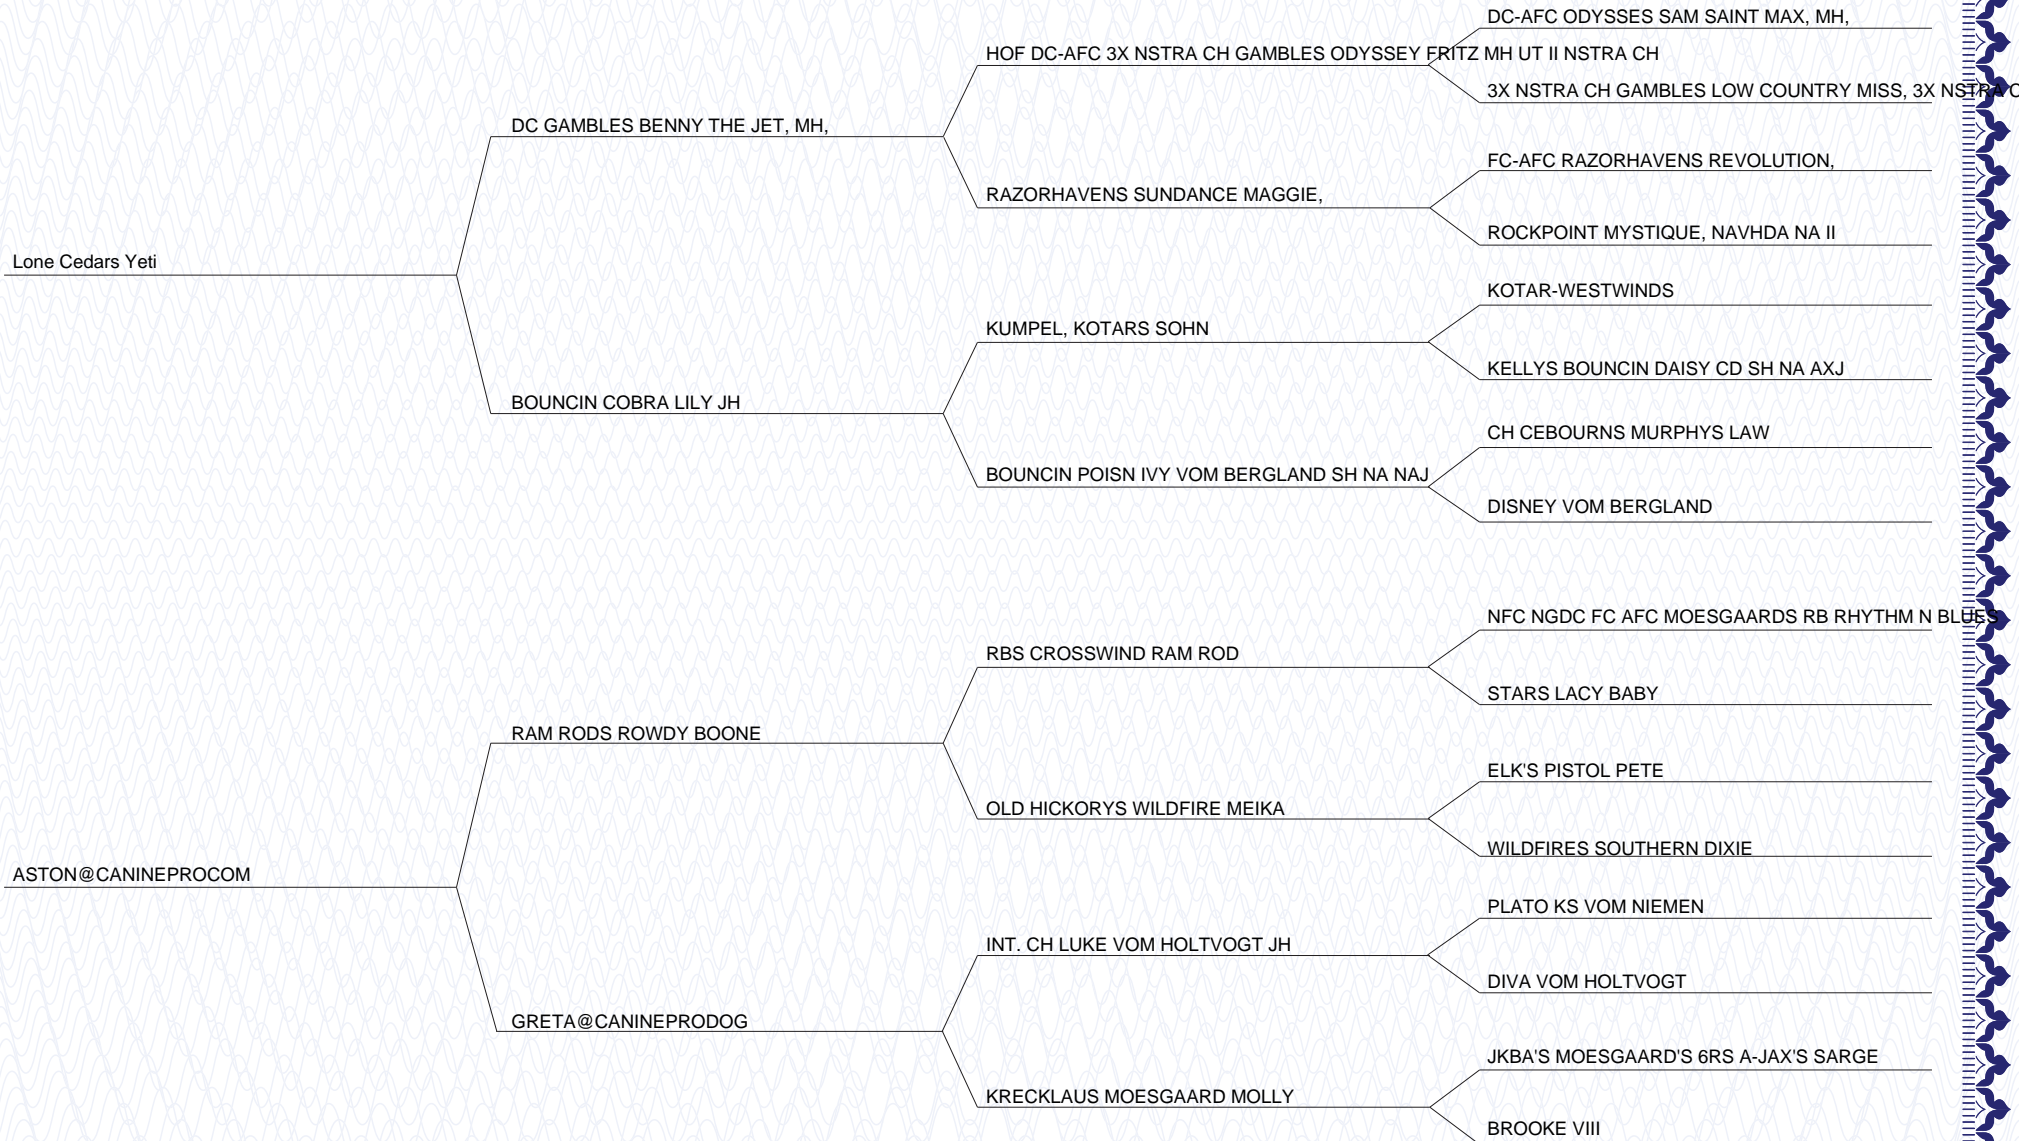 DC-AFC ODYSSES SAM SAINT MAX, MH,
HOF DC-AFC 3X NSTRA CH GAMBLES ODYSSEY FRITZ MH UT II NSTRA CH
3X NSTRA CH GAMBLES LOW COUNTRY MISS, 3X NSTRA C
DC GAMBLES BENNY THE JET, MH,
FC-AFC RAZORHAVENS REVOLUTION,
RAZORHAVENS SUNDANCE MAGGIE,
ROCKPOINT MYSTIQUE, NAVHDA NA II
Lone Cedars Yeti
KOTAR-WESTWINDS
KUMPEL, KOTARS SOHN
KELLYS BOUNCIN DAISY CD SH NA AXJ
BOUNCIN COBRA LILY JH
CH CEBOURNS MURPHYS LAW
BOUNCIN POISN IVY VOM BERGLAND SH NA NAJ
DISNEY VOM BERGLAND
NFC NGDC FC AFC MOESGAARDS RB RHYTHM N BLUES
RBS CROSSWIND RAM ROD
STARS LACY BABY
RAM RODS ROWDY BOONE
ELK'S PISTOL PETE
OLD HICKORYS WILDFIRE MEIKA
WILDFIRES SOUTHERN DIXIE
ASTON@CANINEPROCOM
PLATO KS VOM NIEMEN
INT. CH LUKE VOM HOLTVOGT JH
DIVA VOM HOLTVOGT
GRETA@CANINEPRODOG
JKBA'S MOESGAARD'S 6RS A-JAX'S SARGE
KRECKLAUS MOESGAARD MOLLY
BROOKE VIII